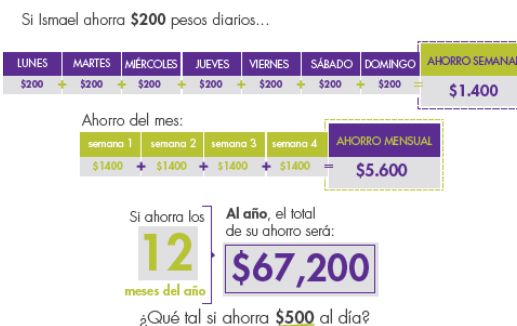 Si Ismael ahorra $200 pesos diarios...
LUNES MARTES MIÉRCOLES JUEVES VIERNES SÁBADO DOMINGO AHORRO SEMANAL
$200 + $200 + $200 + $200 + $200 + $200 + $200 = $1.400
Ahorro del mes:
semana 1 semana 2 semana 3 semana 4 AHORRO MENSUAL
$1400 + $1400 + $1400 + $1400 = $5.600
Si ahorra los
12
meses del año
Al año, el total
de su ahorro será:
$67,200
¿Qué tal si ahorra $500 al día?